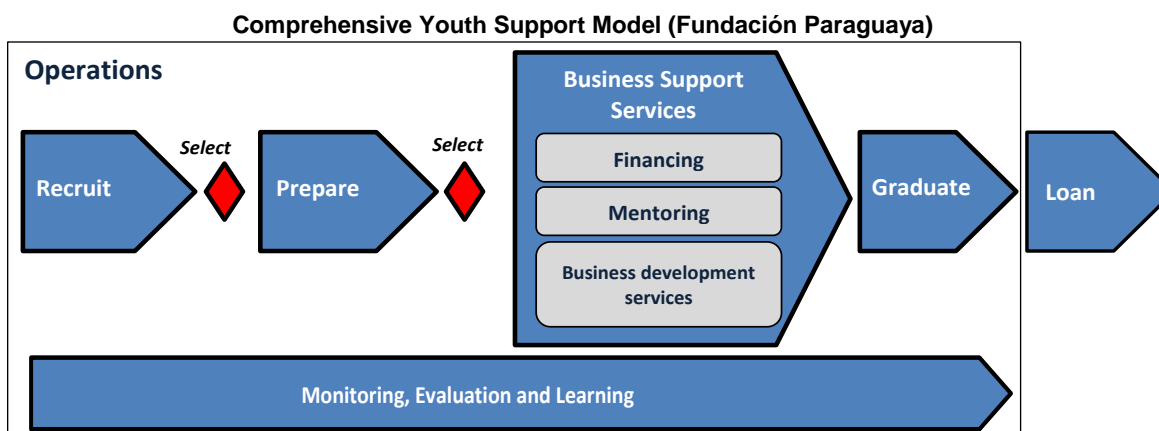 Comprehensive Youth Support Model (Fundación Paraguaya)
Operations
Recruit
Select
Prepare
Select
Business Support
Services
Financing
Mentoring
Business development
services
Graduate
Loan
Monitoring, Evaluation and Learning